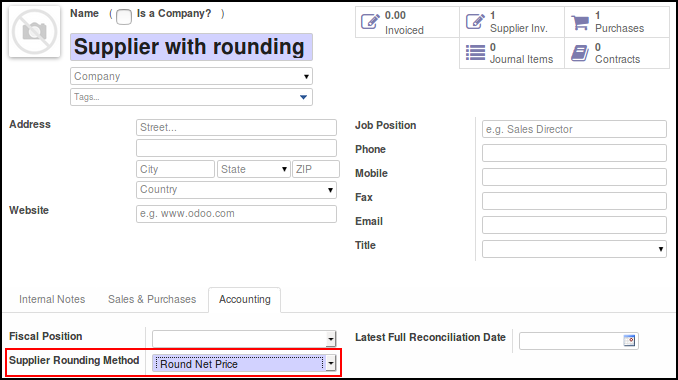 Name ( Is a Company? )
Supplier with rounding
Company
Tags...
0.00
Invoiced
1
Supplier Inv.
1
Purchases
0
Journal Items
0
Contracts
Address
Street...
City State ZIP
Country
Website
e.g. www.odoo.com
Job Position
e.g. Sales Director
Phone
Mobile
Fax
Email
Title
Internal Notes Sales & Purchases Accounting
Fiscal Position
Supplier Rounding Method Round Net Price
Latest Full Reconciliation Date